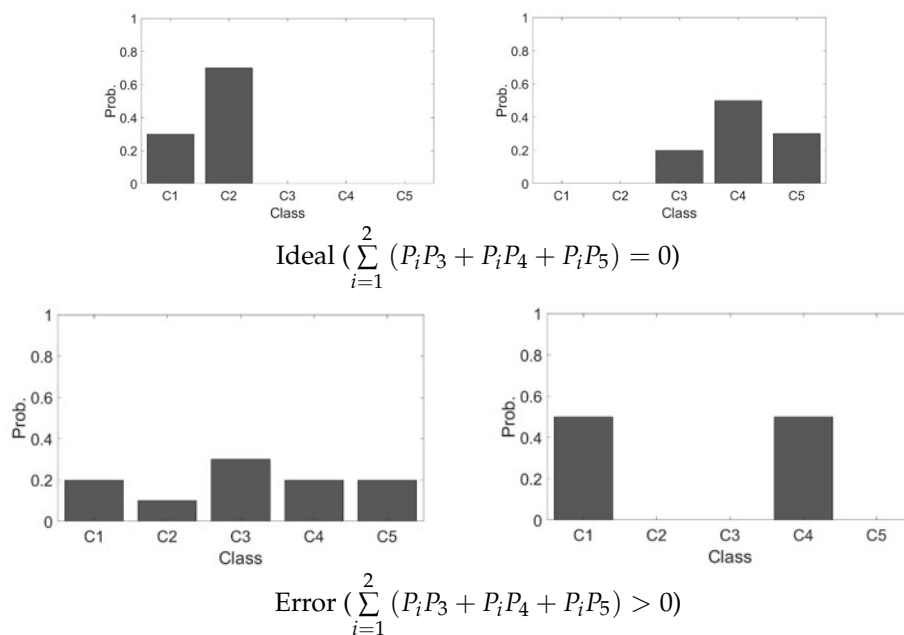 1
0.8
0.6
0.4
0.2
0
Prob.
C1 C2 C3 C4 C5
Class
1
0.8
0.6
0.4
0.2
0
Prob.
C1 C2 C3 C4 C5
Class
Ideal (∑_{i=1}^{2} (P_iP_3 + P_iP_4 + P_iP_5) = 0)
1
0.8
0.6
0.4
0.2
0
Prob.
C1 C2 C3 C4 C5
Class
1
0.8
0.6
0.4
0.2
0
Prob.
C1 C2 C3 C4 C5
Class
Error (∑_{i=1}^{2} (P_iP_3 + P_iP_4 + P_iP_5) > 0)